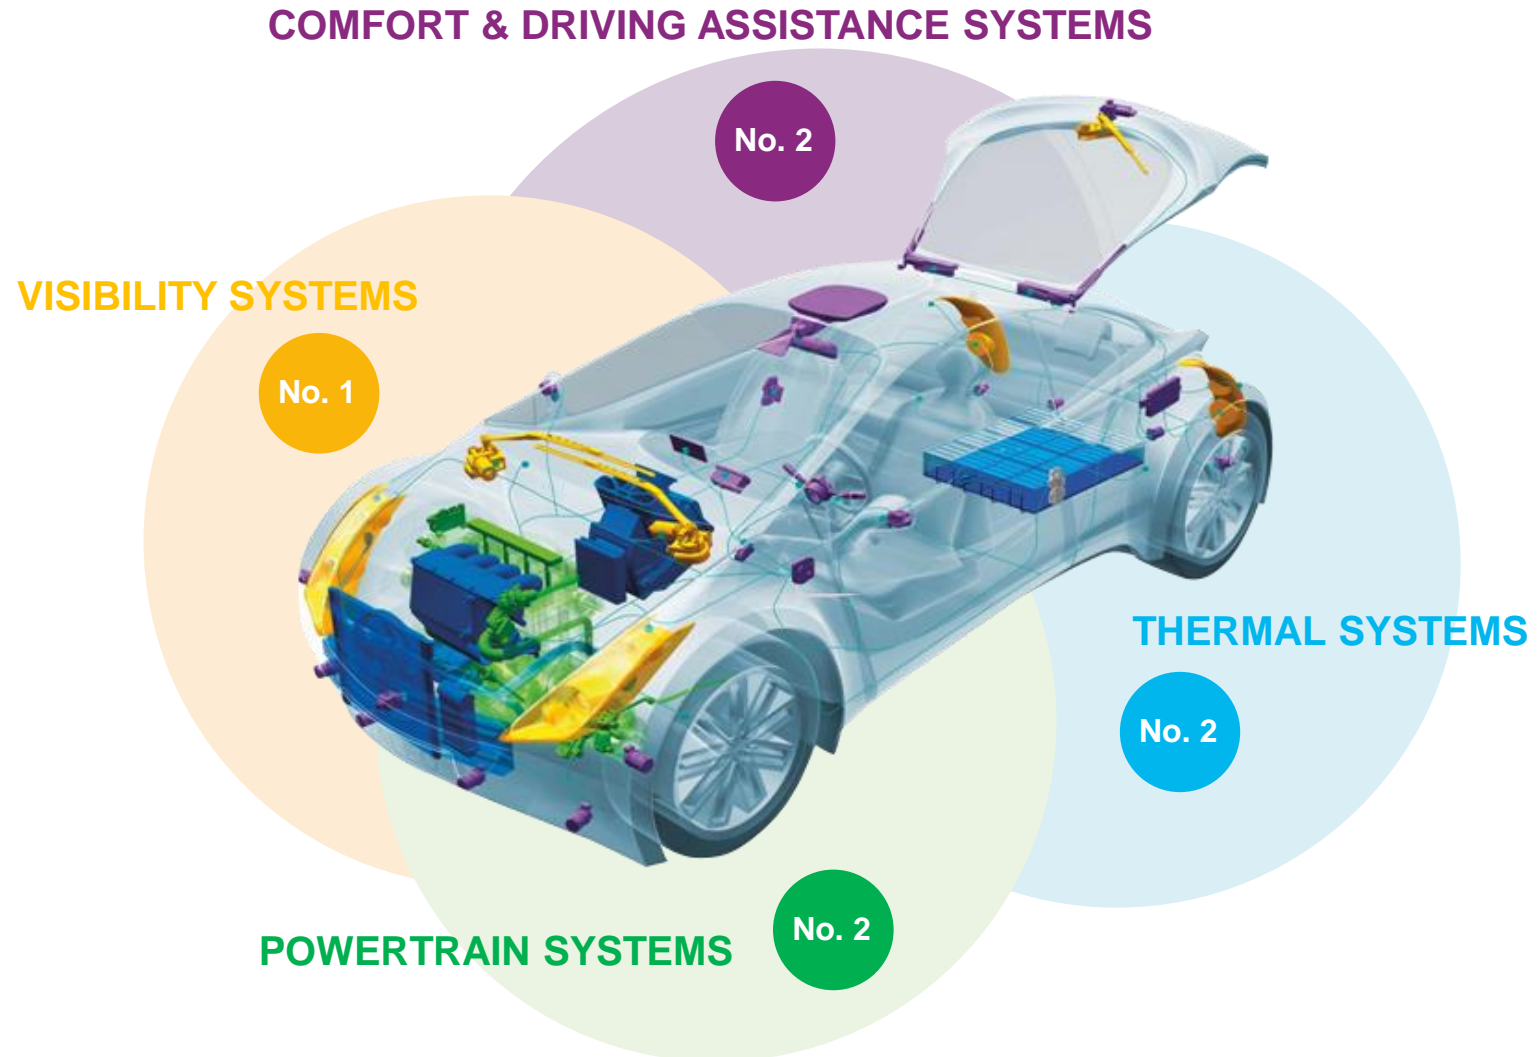 COMFORT & DRIVING ASSISTANCE SYSTEMS
No. 2
VISIBILITY SYSTEMS
No. 1
THERMAL SYSTEMS
No. 2
POWERTRAIN SYSTEMS
No. 2